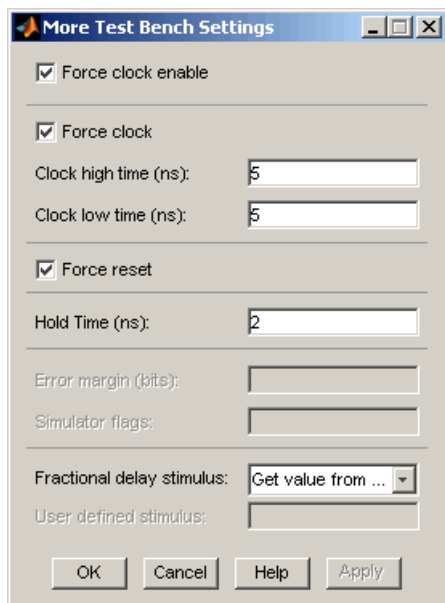 More Test Bench Settings
Force clock enable
Force clock
Clock high time (ns): 5
Clock low time (ns): 5
Force reset
Hold Time (ns): 2
Error margin (bits):
Simulator flags:
Fractional delay stimulus: Get value from ...
User defined stimulus:
OK Cancel Help Apply